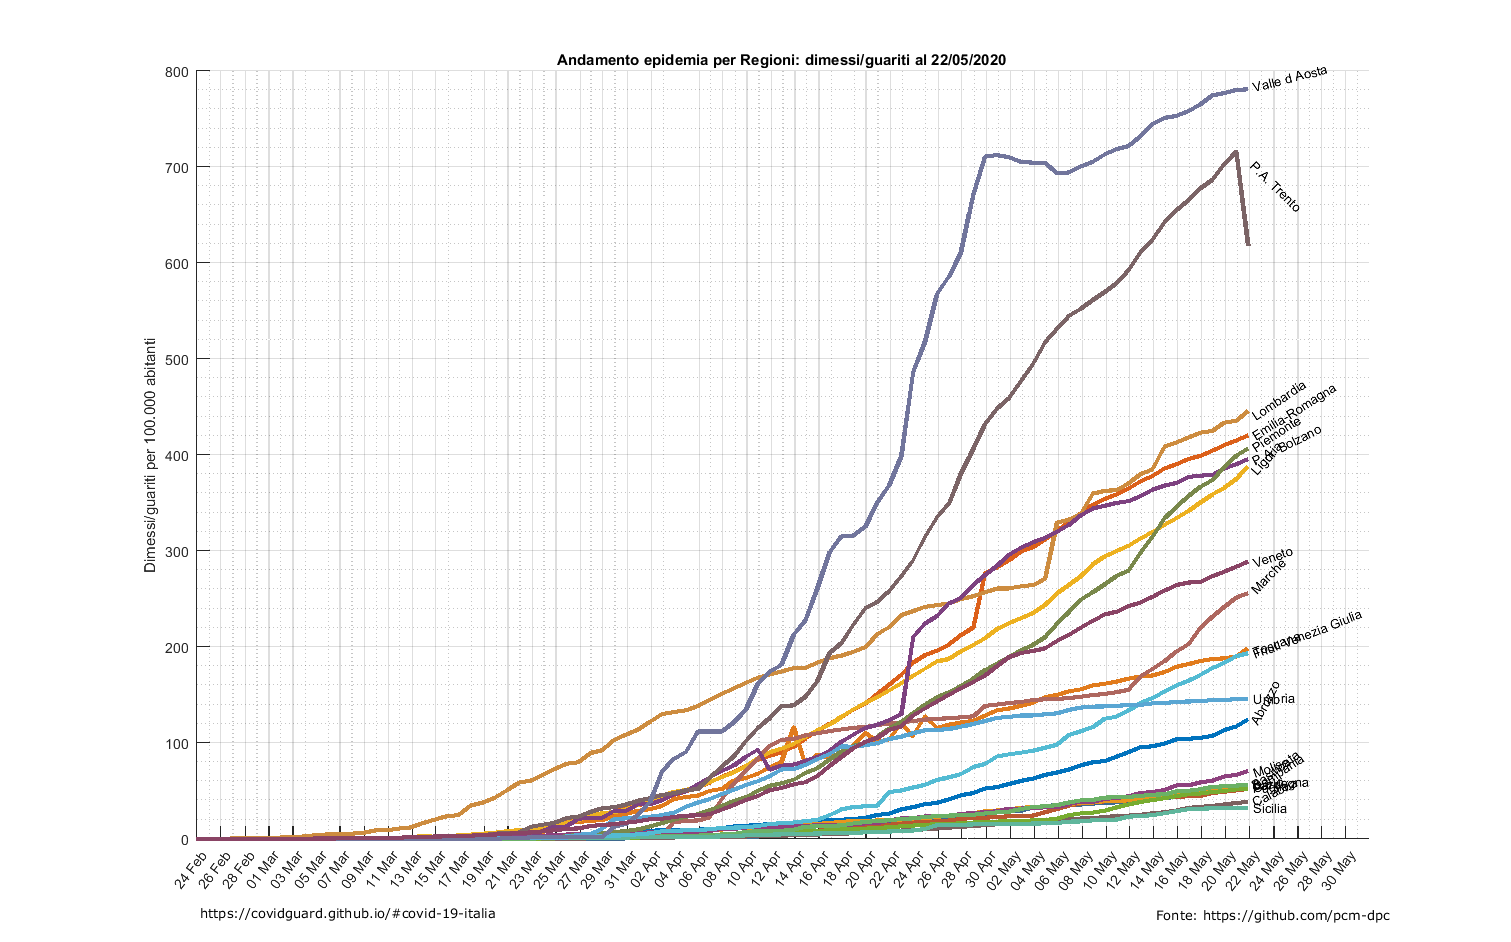 Andamento epidemia per Regioni: dimessi/guariti al 22/05/2020
Dimessi/guariti per 100.000 abitanti
800
700
600
500
400
300
200
100
0
Valle d Aosta
P.A. Trento
Lombardia
Emilia-Romagna
Piemonte
P.A. Bolzano
Liguria
Veneto
Marche
Toscana
Friuli Venezia Giulia
Umbria
Abruzzo
Molise
Campania
Sardegna
Calabria
Sicilia
24 Feb
26 Feb
28 Feb
01 Mar
03 Mar
05 Mar
07 Mar
09 Mar
11 Mar
13 Mar
15 Mar
17 Mar
19 Mar
21 Mar
23 Mar
25 Mar
27 Mar
29 Mar
31 Mar
02 Apr
04 Apr
06 Apr
08 Apr
10 Apr
12 Apr
14 Apr
16 Apr
18 Apr
20 Apr
22 Apr
24 Apr
26 Apr
28 Apr
30 Apr
02 May
04 May
06 May
08 May
10 May
12 May
14 May
16 May
18 May
20 May
22 May
24 May
26 May
28 May
30 May
https://covidguard.github.io/#covid-19-italia
Fonte: https://github.com/pcm-dpc